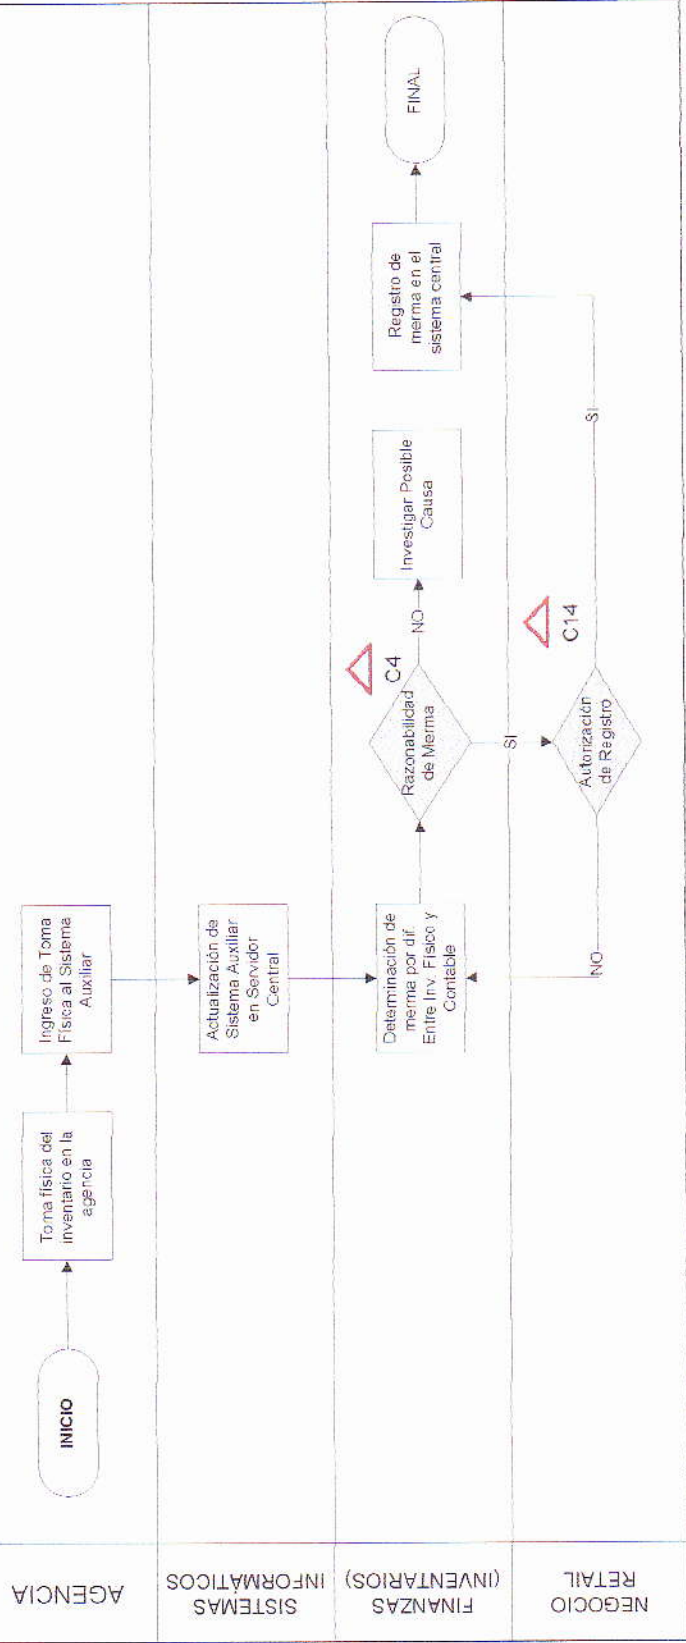 AGENCIA
INICIO
Toma física del
inventario en la
agencia
Ingreso de Toma
Física al Sistema
Auxiliar
SISTEMAS
INFORMÁTICOS
Actualización de
Sistema Auxiliar
en Servidor
Central
FINANZAS
(INVENTARIOS)
Determinación de
merma por dif.
Entre Inv. Físico y
Contable
Razonabilidad
de Merma
C4
NO
Investigar Posible
Causa
Registro de
merma en el
sistema central
FINAL
SI
NEGOCIO
RETAIL
NO
Autorización
de Registro
C14
SI